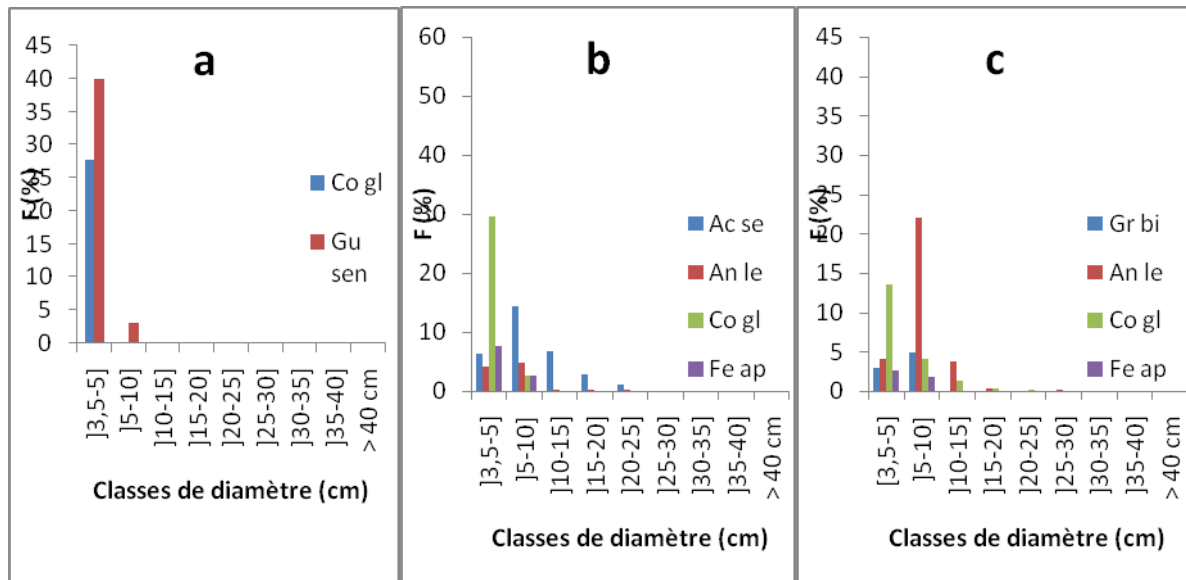 a
45
40
35
30
25
20
15
10
5
0
F (%)
Co gl
Gu
sen
]3,5-5]
]5-10]
]10-15]
]15-20]
]20-25]
]25-30]
]30-35]
]35-40]
> 40 cm
Classes de diamètre (cm)
b
60
50
40
30
20
10
0
F (%)
Ac se
An le
Co gl
Fe ap
[3,5-5]
]5-10]
]10-15]
]15-20]
]20-25]
]25-30]
]30-35]
]35-40]
> 40 cm
Classes de diamètre (cm)
c
45
40
35
30
25
20
15
10
5
0
F (%)
Gr bi
An le
Co gl
Fe ap
[3,5-5]
]5-10]
]10-15]
]15-20]
]20-25]
]25-30]
]30-35]
]35-40]
> 40 cm
Classes de diamètre (cm)